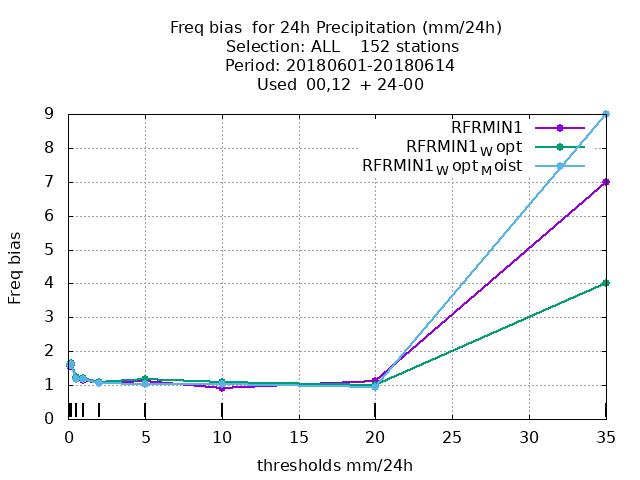 Freq bias  for 24h Precipitation (mm/24h)
Selection: ALL    152 stations
Period: 20180601-20180614
Used  00,12  + 24-00
RFRMIN1
RFRMIN1Wopt
RFRMIN1WoptMoist
9
8
7
6
5
4
3
2
1
0
Freq bias
0 5 10 15 20 25 30 35
thresholds mm/24h